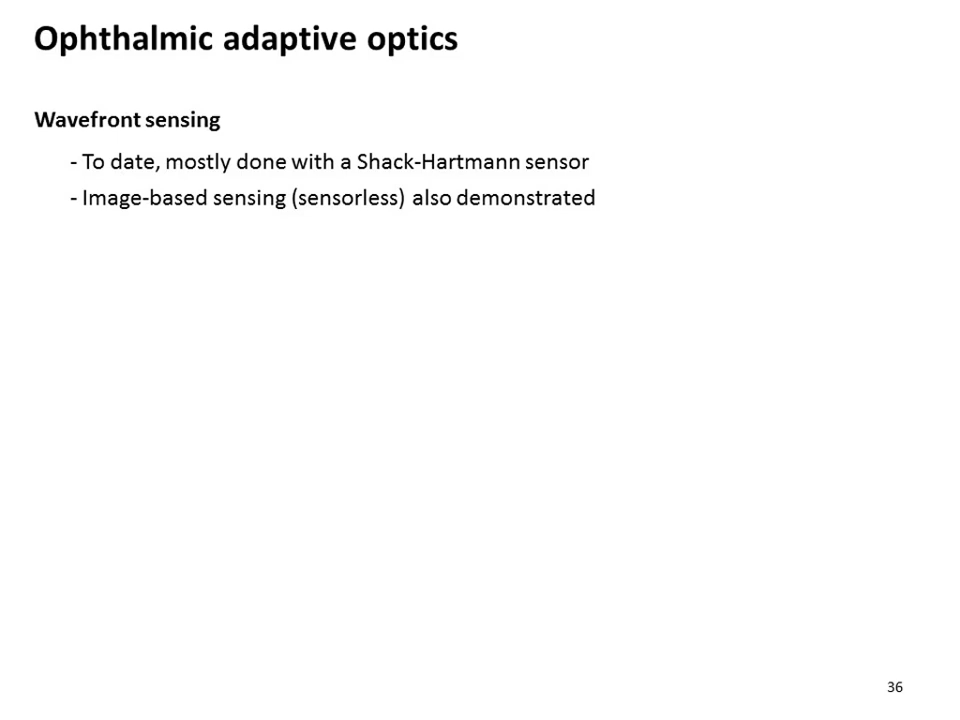 Ophthalmic adaptive optics
Wavefront sensing
- To date, mostly done with a Shack-Hartmann sensor
- Image-based sensing (sensorless) also demonstrated
36